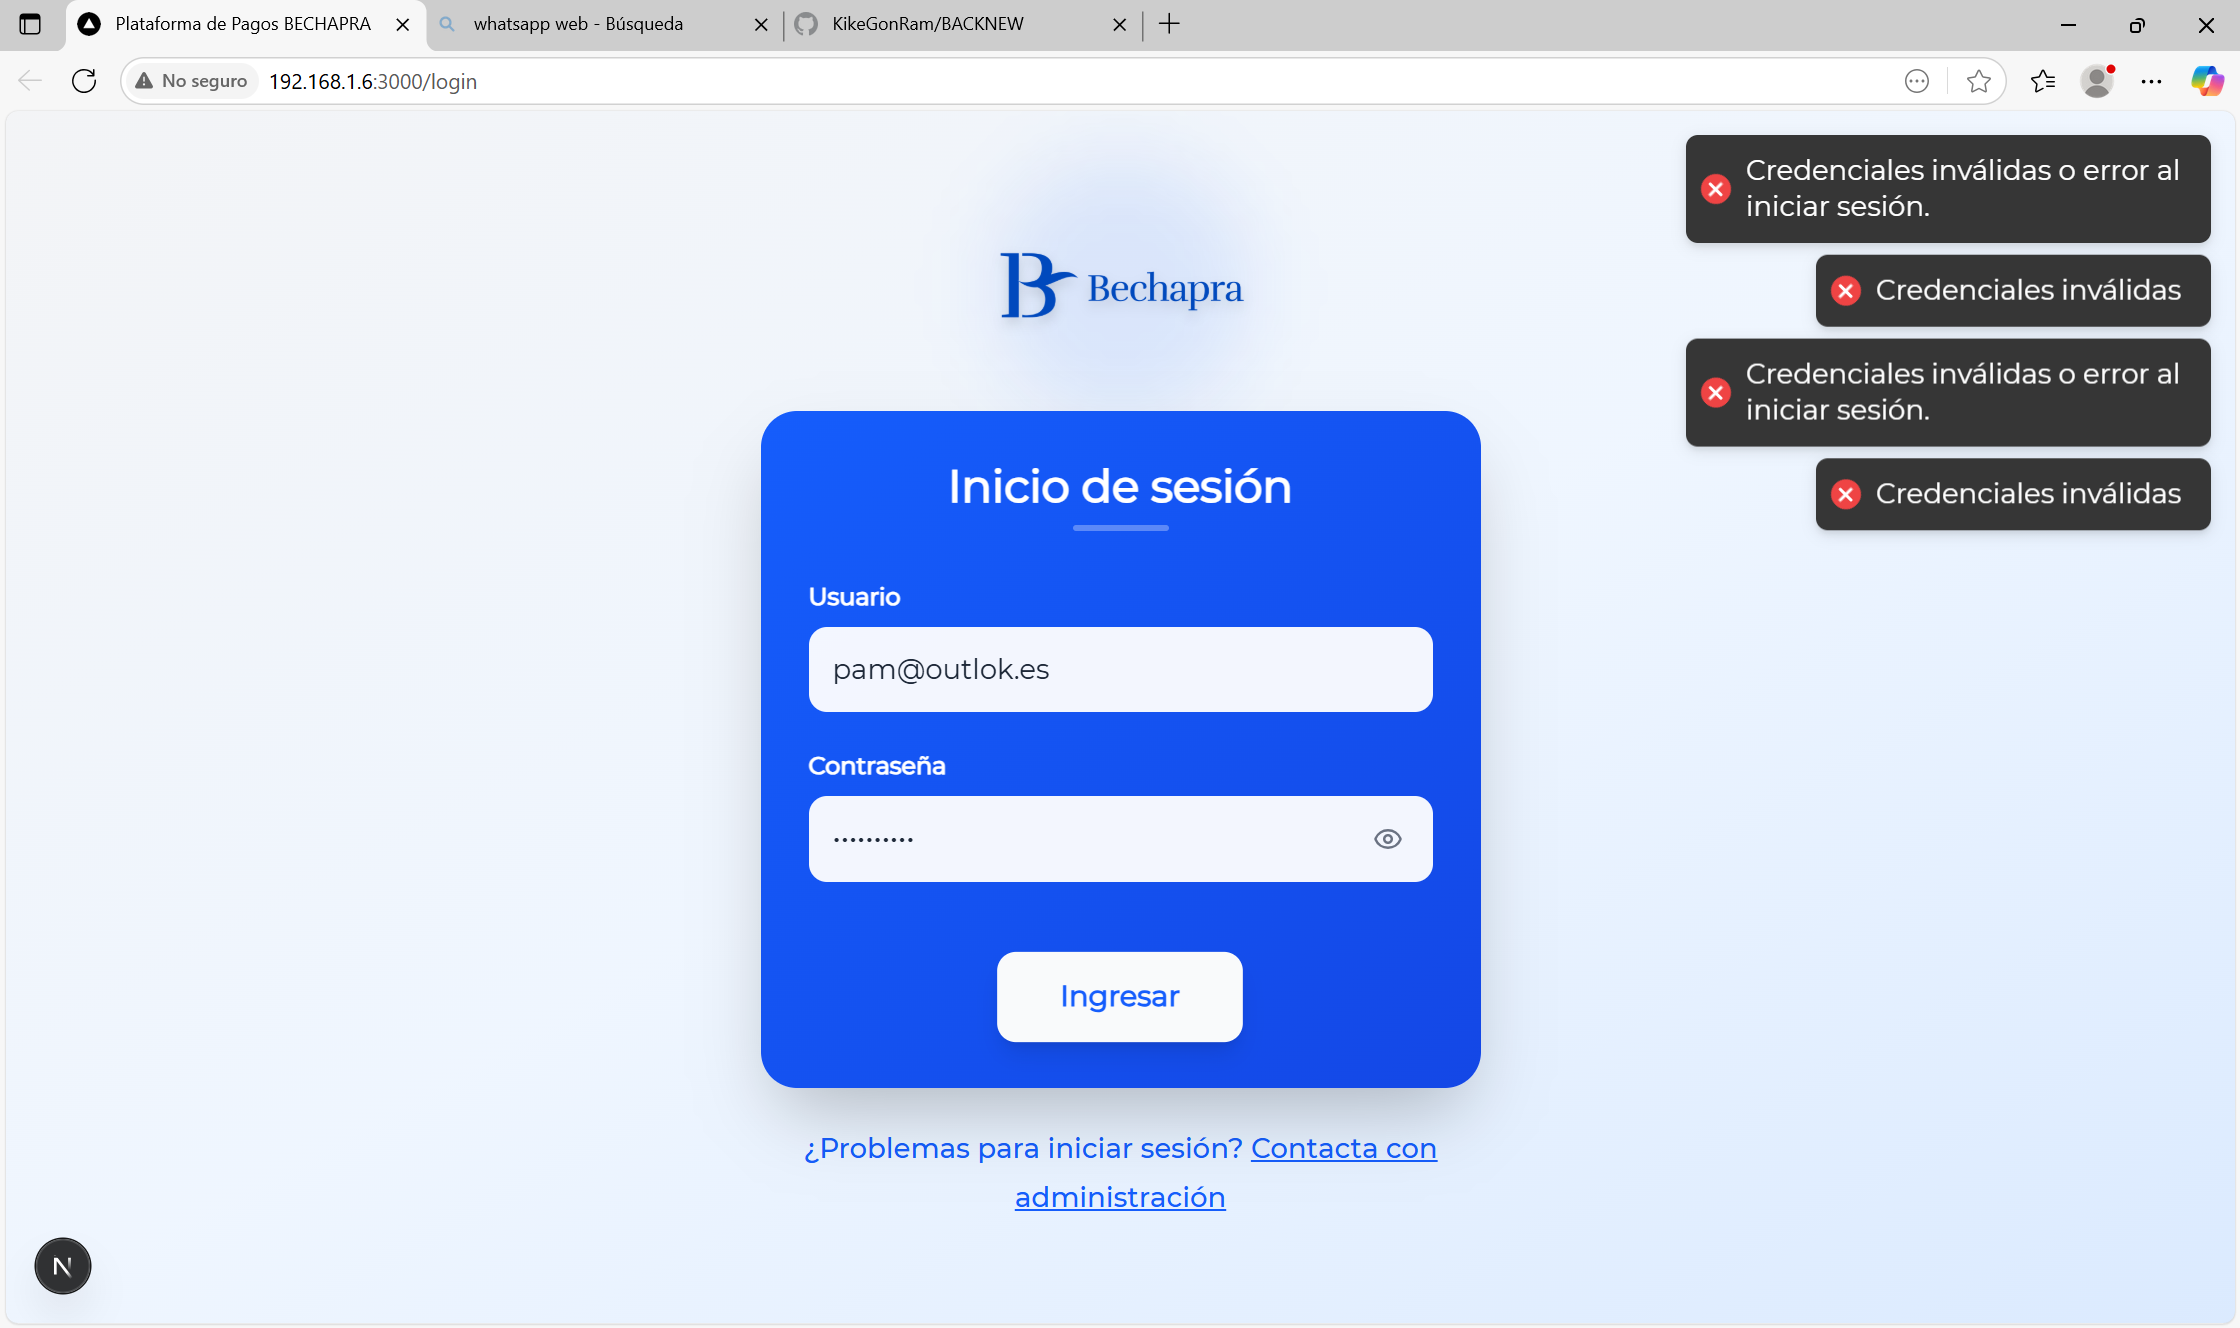 Plataforma de Pagos BECHAPRA
whatsapp web - Búsqueda
KikeGonRam/BACKNEW
No seguro
192.168.1.6:3000/login
Credenciales inválidas o error al
iniciar sesión.
Credenciales inválidas
Credenciales inválidas o error al
iniciar sesión.
Credenciales inválidas
B Bechapra
Inicio de sesión
Usuario
pam@outlok.es
Contraseña
••••••••••
Ingresar
¿Problemas para iniciar sesión? Contacta con
administración
N